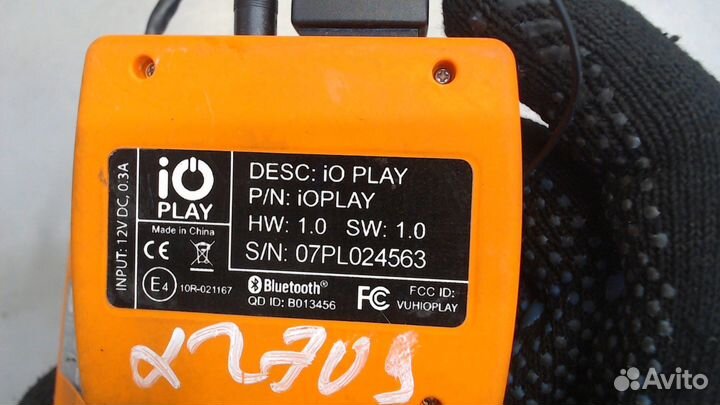 iO
PLAY
Made in China
CE
INPUT: 12V DC, 0.3A
DESC: iO PLAY
P/N: iOPLAY
HW: 1.0 SW: 1.0
S/N: 07PL024563
E4 10R-021167
Bluetooth®
QD ID: B013456
FC FCC ID:
VUHIOPLAY
Avito